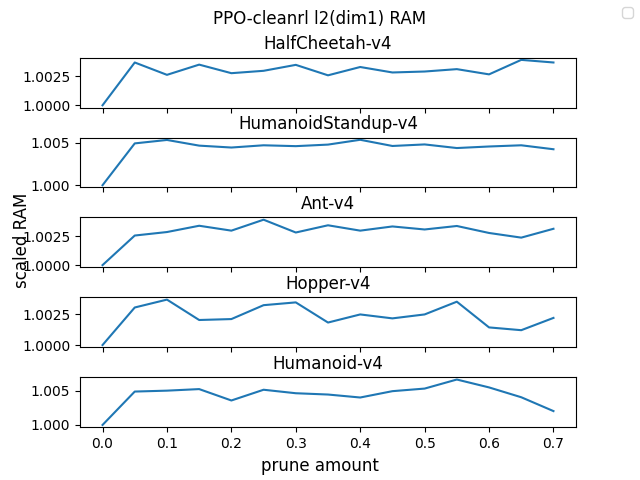 PPO-cleanrl l2(dim1) RAM
HalfCheetah-v4
1.0025
1.0000
HumanoidStandup-v4
1.005
1.000
Ant-v4
1.0025
1.0000
scaled RAM
Hopper-v4
1.0025
1.0000
Humanoid-v4
1.005
1.000
0.0 0.1 0.2 0.3 0.4 0.5 0.6 0.7
prune amount